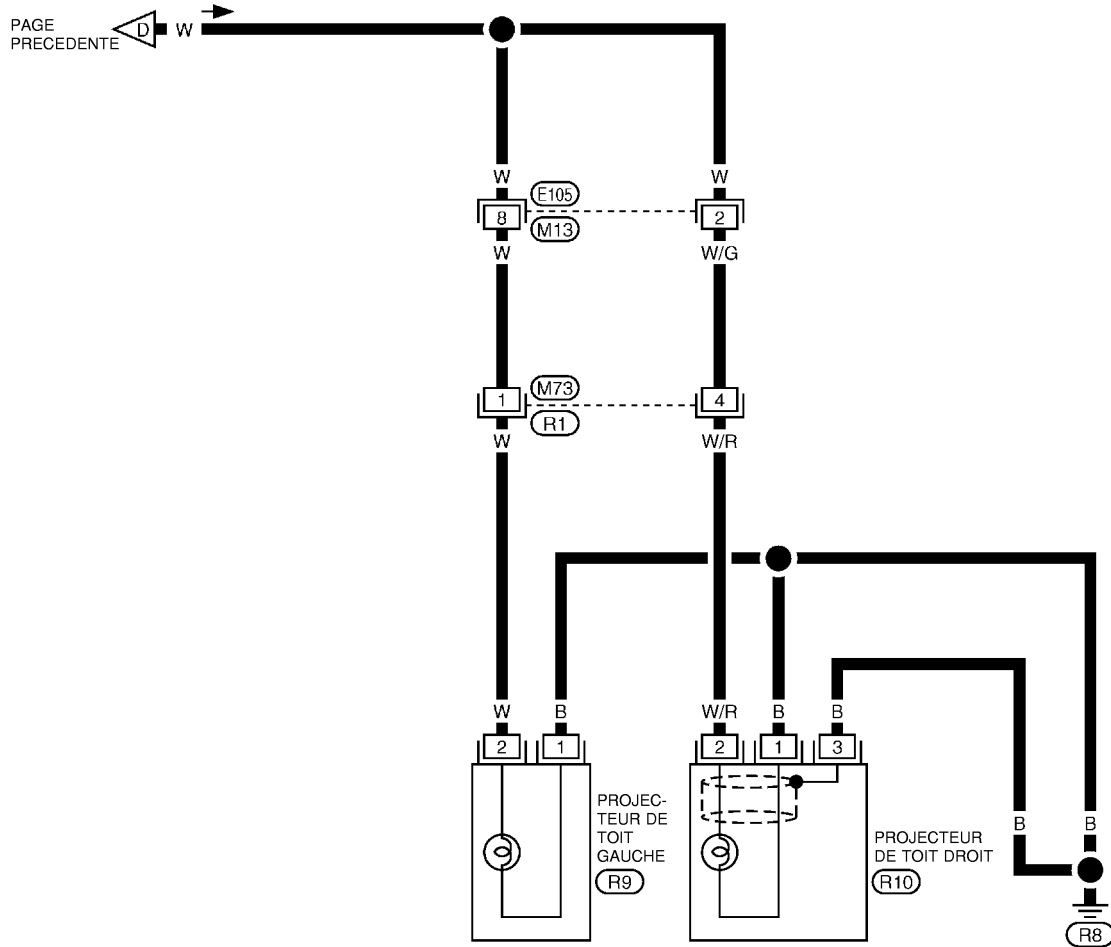 PAGE
PRECEDENTE
D W
W W
E105
8 2
M13
W W/G
M73
1 4
R1
W W/R
W B W/R B B
2 1 2 1 3
PROJEC-
TEUR DE
TOIT
GAUCHE
R9
PROJECTEUR
DE TOIT DROIT
R10
B B
R8